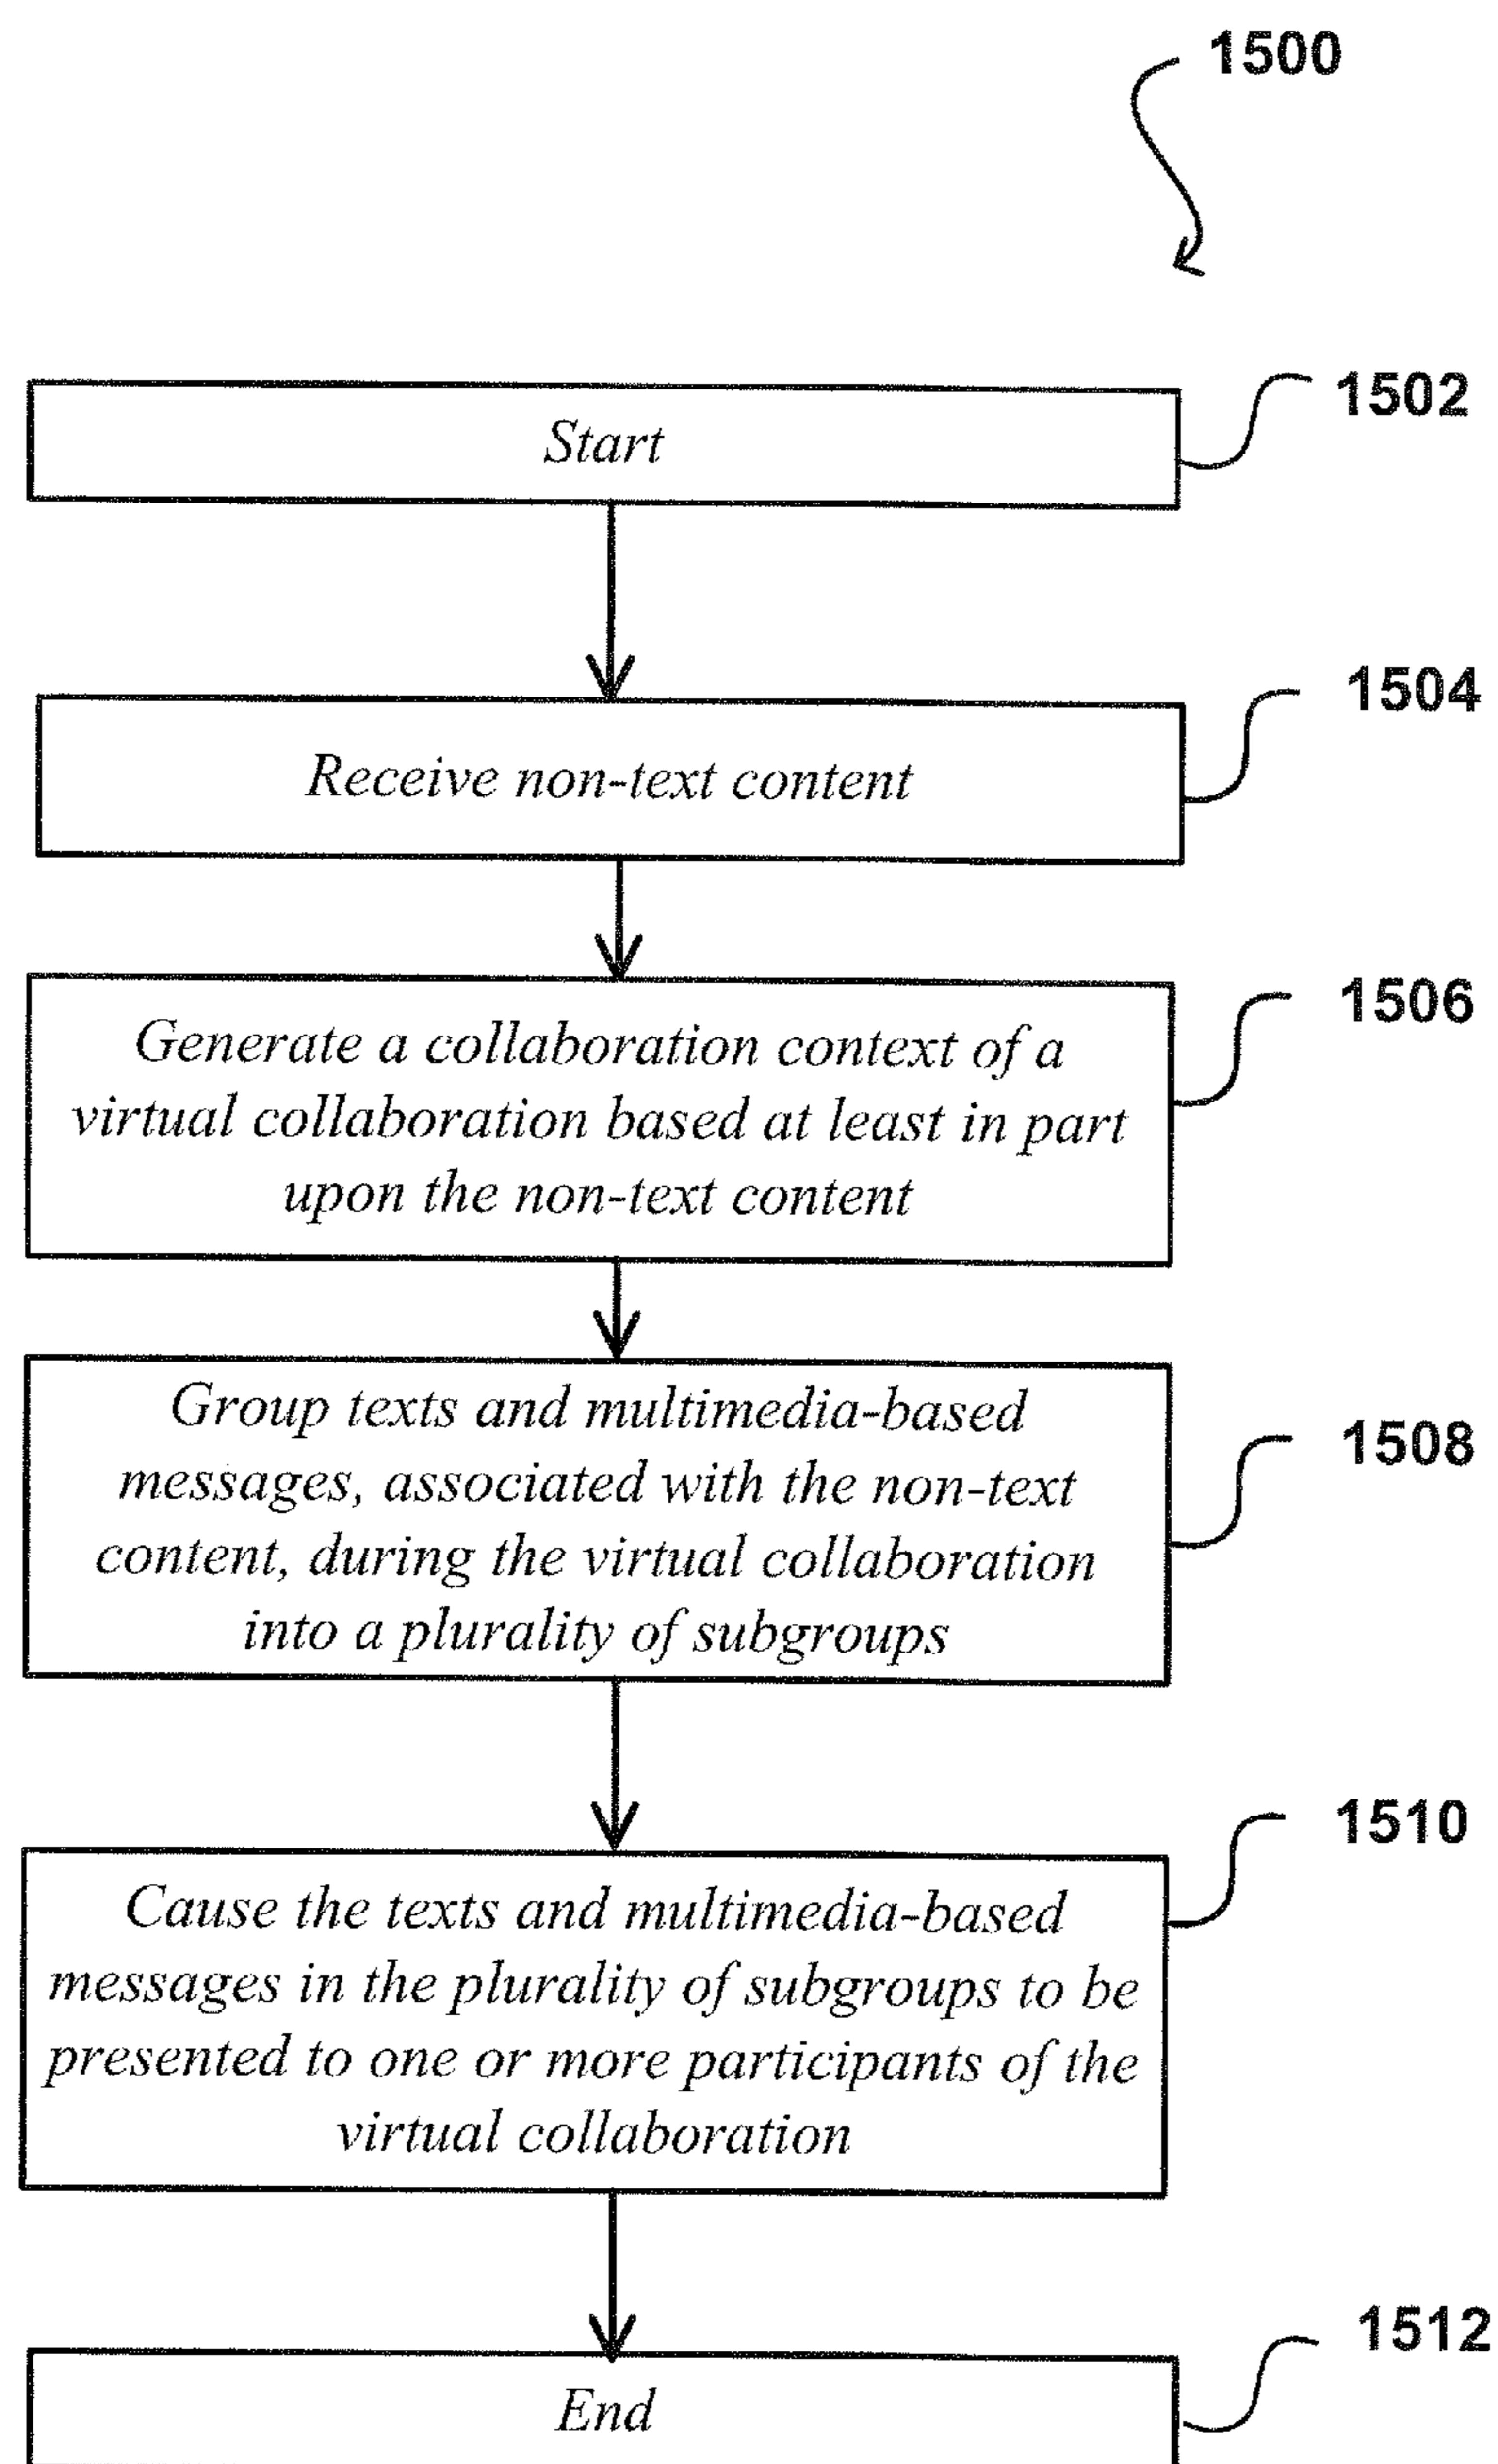 1500
Start
1502
Receive non-text content
1504
Generate a collaboration context of a
virtual collaboration based at least in part
upon the non-text content
1506
Group texts and multimedia-based
messages, associated with the non-text
content, during the virtual collaboration
into a plurality of subgroups
1508
Cause the texts and multimedia-based
messages in the plurality of subgroups to be
presented to one or more participants of the
virtual collaboration
1510
End
1512